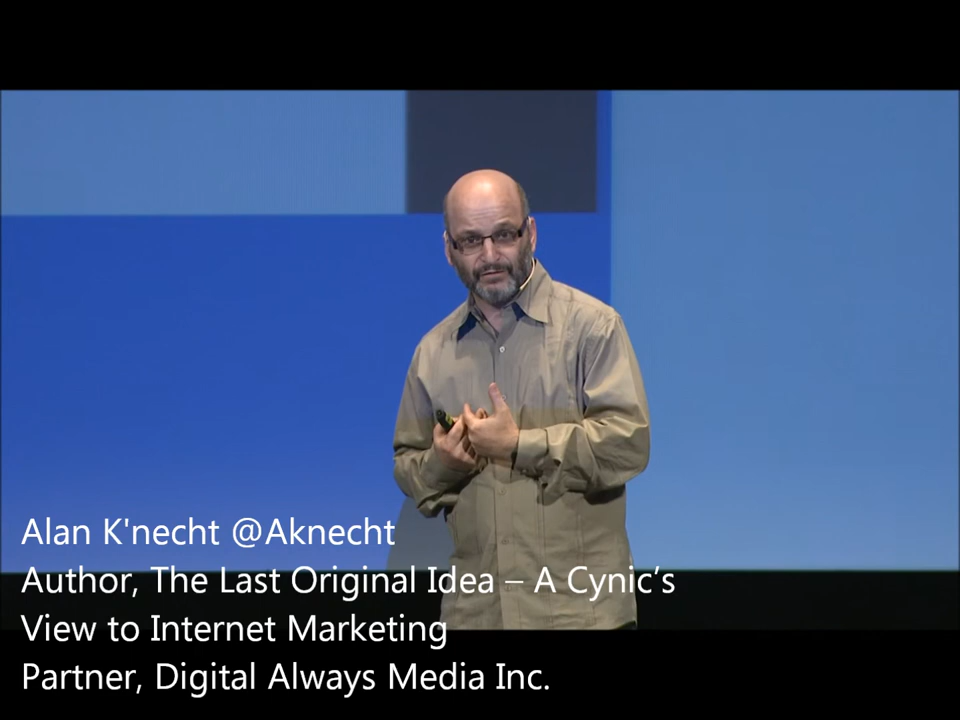 Alan K'necht @Aknecht
Author, The Last Original Idea – A Cynic’s
View to Internet Marketing
Partner, Digital Always Media Inc.